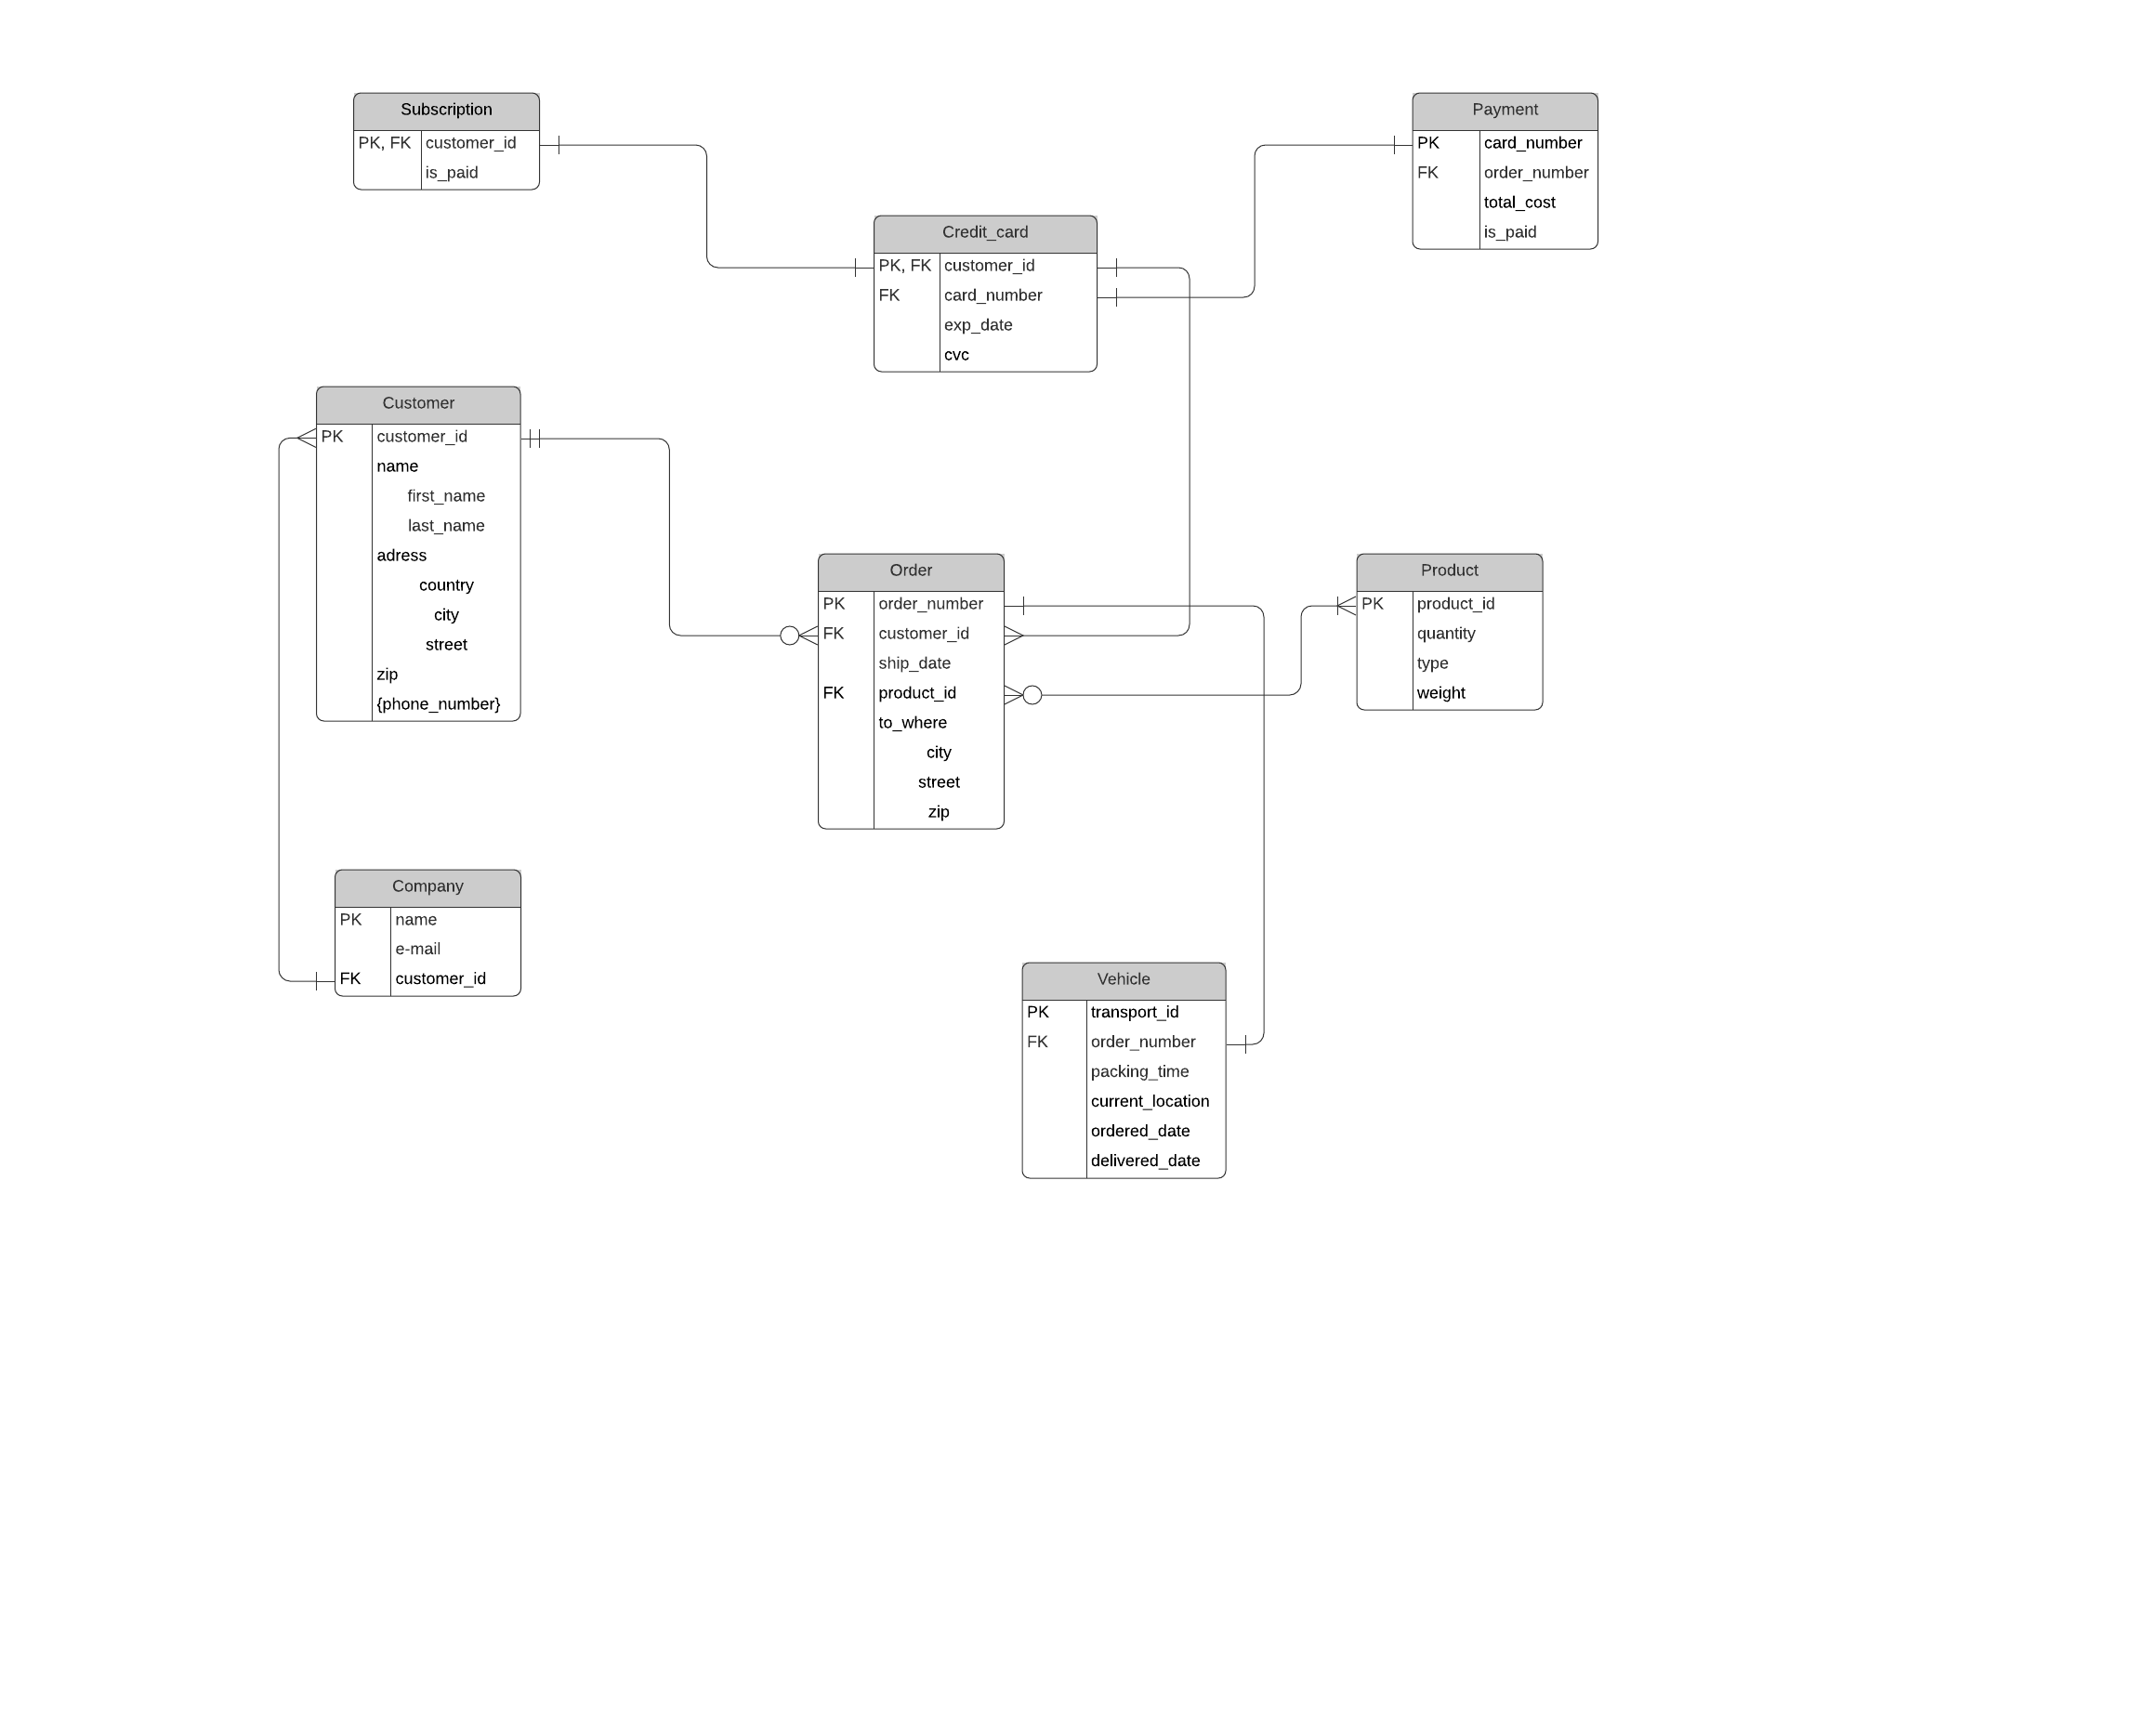 Subscription
PK, FK customer_id
is_paid
Payment
PK card_number
FK order_number
total_cost
is_paid
Credit_card
PK, FK customer_id
FK card_number
exp_date
cvc
Customer
PK customer_id
name
first_name
last_name
adress
country
city
street
zip
{phone_number}
Order
PK order_number
FK customer_id
ship_date
FK product_id
to_where
city
street
zip
Product
PK product_id
quantity
type
weight
Company
PK name
e-mail
FK customer_id
Vehicle
PK transport_id
FK order_number
packing_time
current_location
ordered_date
delivered_date